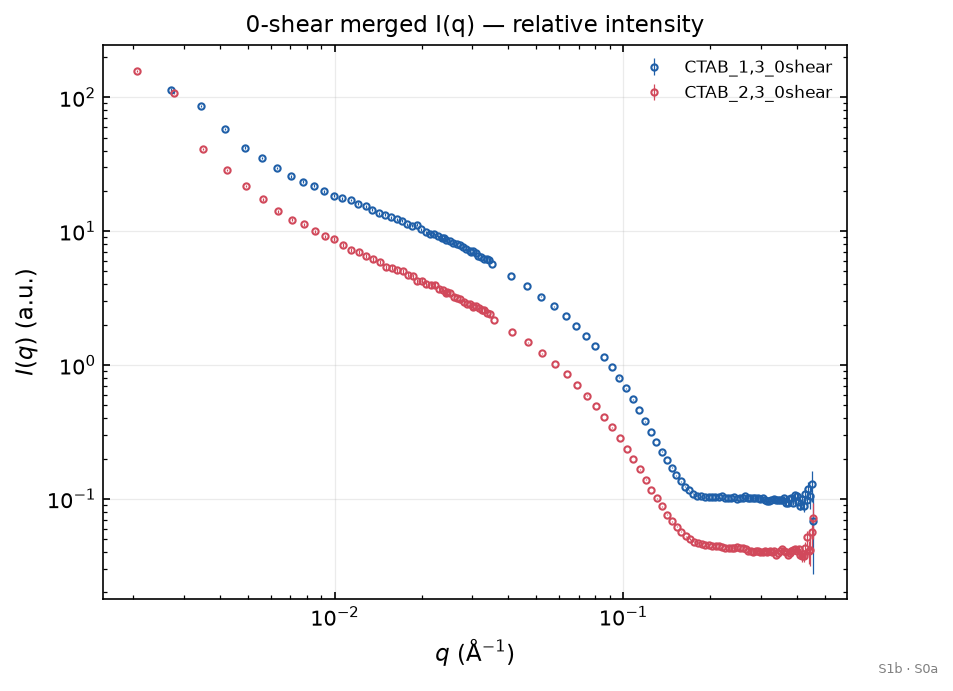 0-shear merged I(q) — relative intensity
CTAB_1,3_0shear
CTAB_2,3_0shear
10²
10¹
10⁰
10⁻¹
I(q) (a.u.)
10⁻²
10⁻¹
q (Å⁻¹)
S1b · S0a